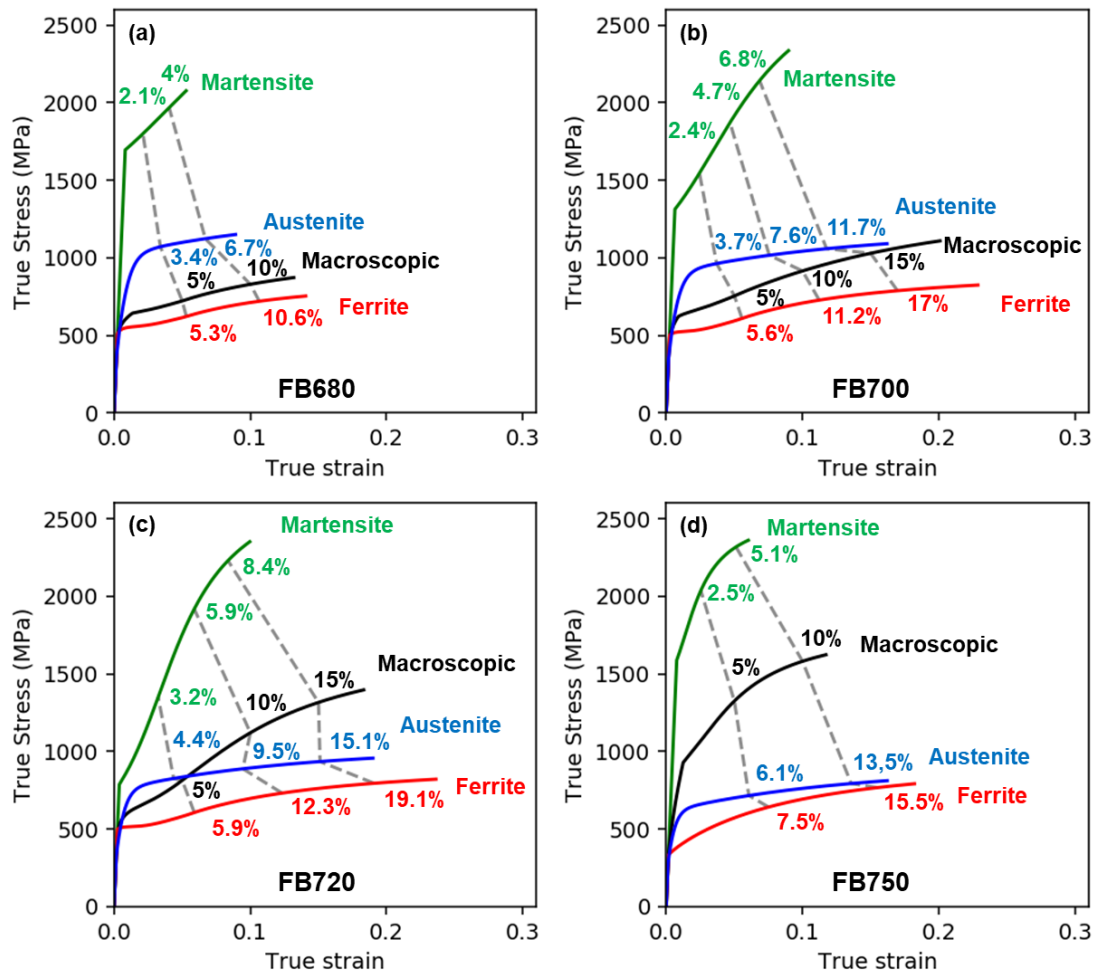 (a)
2500
2000
1500
1000
500
0
True Stress (MPa)
4%
2.1%
Martensite
Austenite
3.4%
6.7%
5%
10%
Macroscopic
5.3%
10.6%
Ferrite
FB680
0.0
0.1
0.2
0.3
True strain
(b)
2500
2000
1500
1000
500
0
True Stress (MPa)
6.8%
4.7%
2.4%
Martensite
Austenite
3.7%
7.6%
11.7%
Macroscopic
5%
10%
15%
5.6%
11.2%
17%
Ferrite
FB700
0.0
0.1
0.2
0.3
True strain
(c)
2500
2000
1500
1000
500
0
True Stress (MPa)
Martensite
8.4%
5.9%
3.2%
Macroscopic
15%
10%
5%
Austenite
4.4%
9.5%
15.1%
Ferrite
5.9%
12.3%
19.1%
FB720
0.0
0.1
0.2
0.3
True strain
(d)
2500
2000
1500
1000
500
0
True Stress (MPa)
Martensite
5.1%
2.5%
10%
Macroscopic
5%
Austenite
6.1%
13,5%
Ferrite
7.5%
15.5%
FB750
0.0
0.1
0.2
0.3
True strain